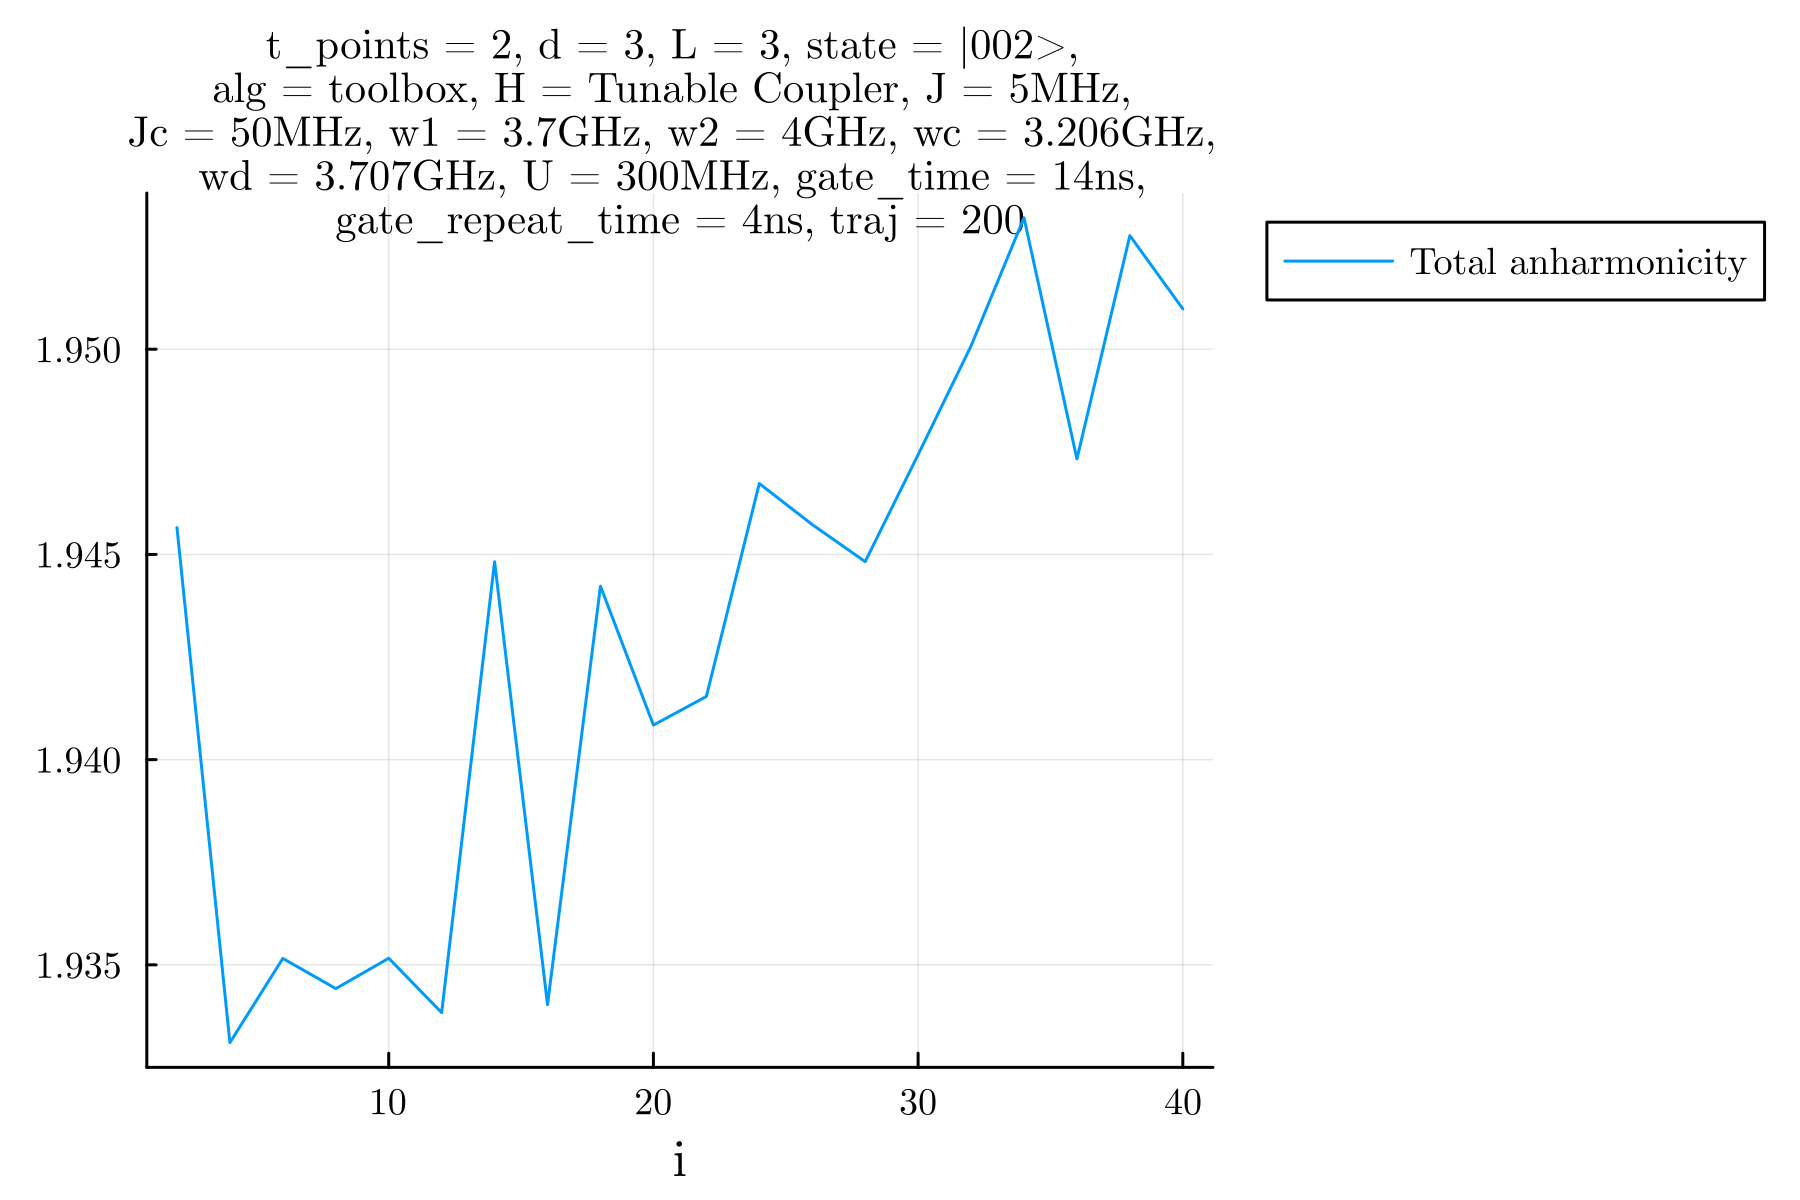 t_points = 2, d = 3, L = 3, state = |002>,
alg = toolbox, H = Tunable Coupler, J = 5MHz,
Jc = 50MHz, w1 = 3.7GHz, w2 = 4GHz, wc = 3.206GHz,
wd = 3.707GHz, U = 300MHz, gate_time = 14ns,
gate_repeat_time = 4ns, traj = 200
Total anharmonicity
1.950
1.945
1.940
1.935
10 20 30 40
i